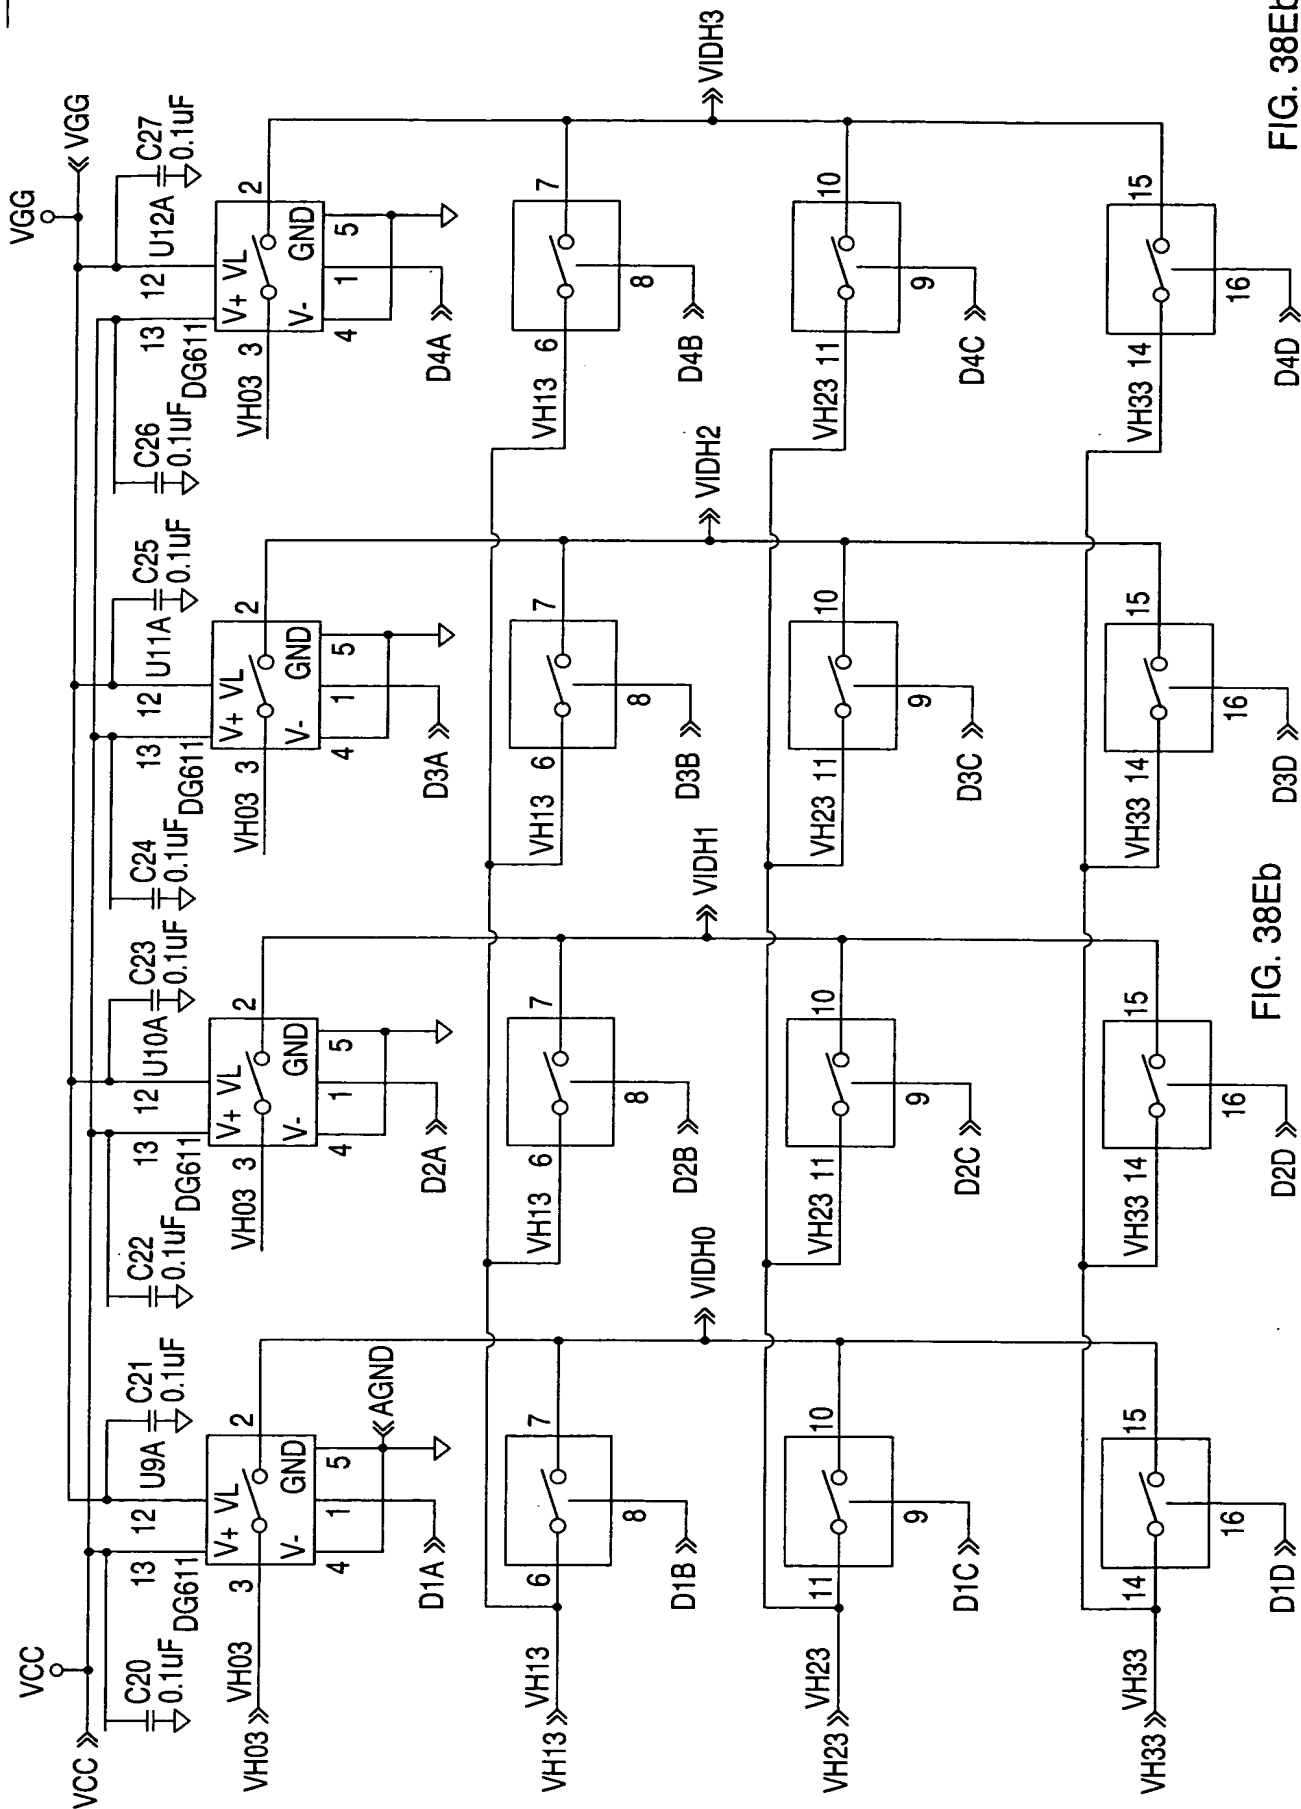 VCC
VGG
VCC
VGG
C20
0.1uF
13
12
U9A
C21
0.1uF
C22
0.1uF
13
12
U10A
C23
0.1uF
C24
0.1uF
13
12
U11A
C25
0.1uF
C26
0.1uF
13
12
U12A
C27
0.1uF
DG611
V+ VL
V- GND
VH03
VH03
3
2
4
1
5
AGND
D1A
DG611
V+ VL
V- GND
VH03
3
2
4
1
5
D2A
DG611
V+ VL
V- GND
VH03
3
2
4
1
5
D3A
DG611
V+ VL
V- GND
VH03
3
2
4
1
5
D4A
VH13
VH13
6
7
8
D1B
VH13
6
7
8
D2B
VH13
6
7
8
D3B
VH13
6
7
8
D4B
VIDH0
VIDH1
VIDH2
VIDH3
VH23
VH23
11
10
9
D1C
VH23
11
10
9
D2C
VH23
11
10
9
D3C
VH23
11
10
9
D4C
VH33
VH33
14
15
16
D1D
VH33
14
15
16
D2D
VH33
14
15
16
D3D
VH33
14
15
16
D4D
FIG. 38Eb
FIG. 38Eb